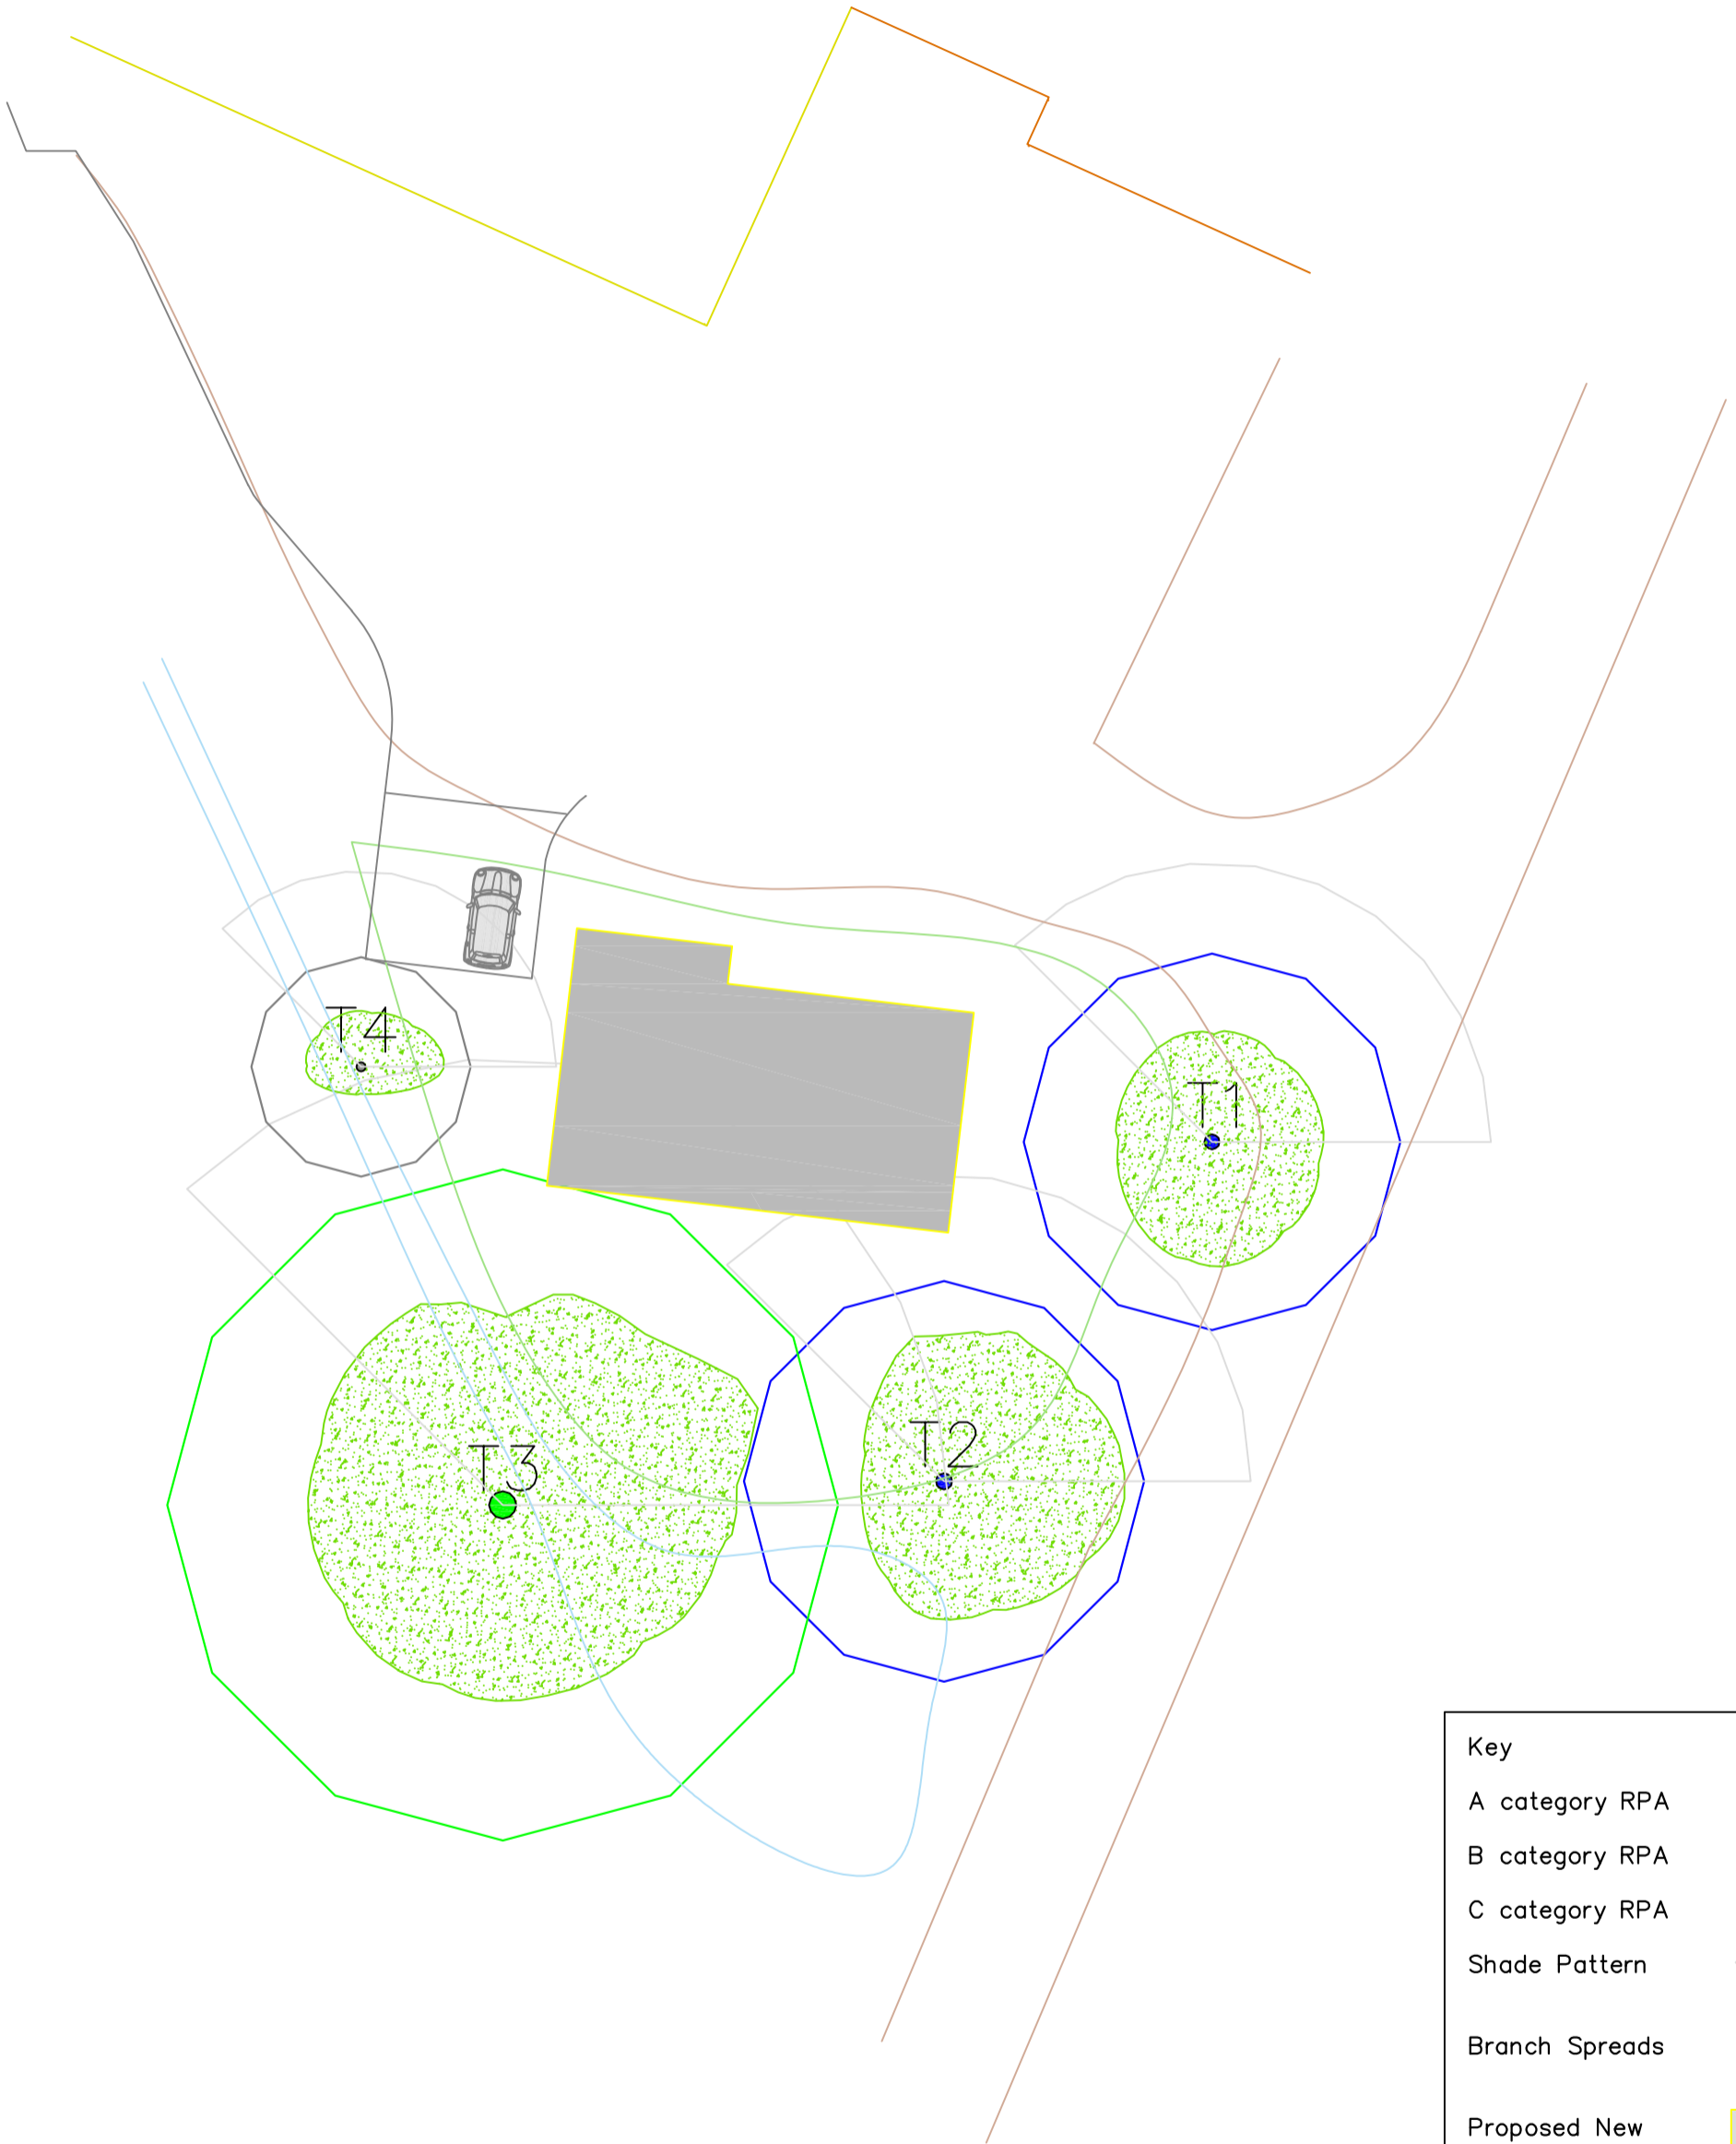 T4
T1
T2
T3
Key
A category RPA
B category RPA
C category RPA
Shade Pattern
Branch Spreads
Proposed New